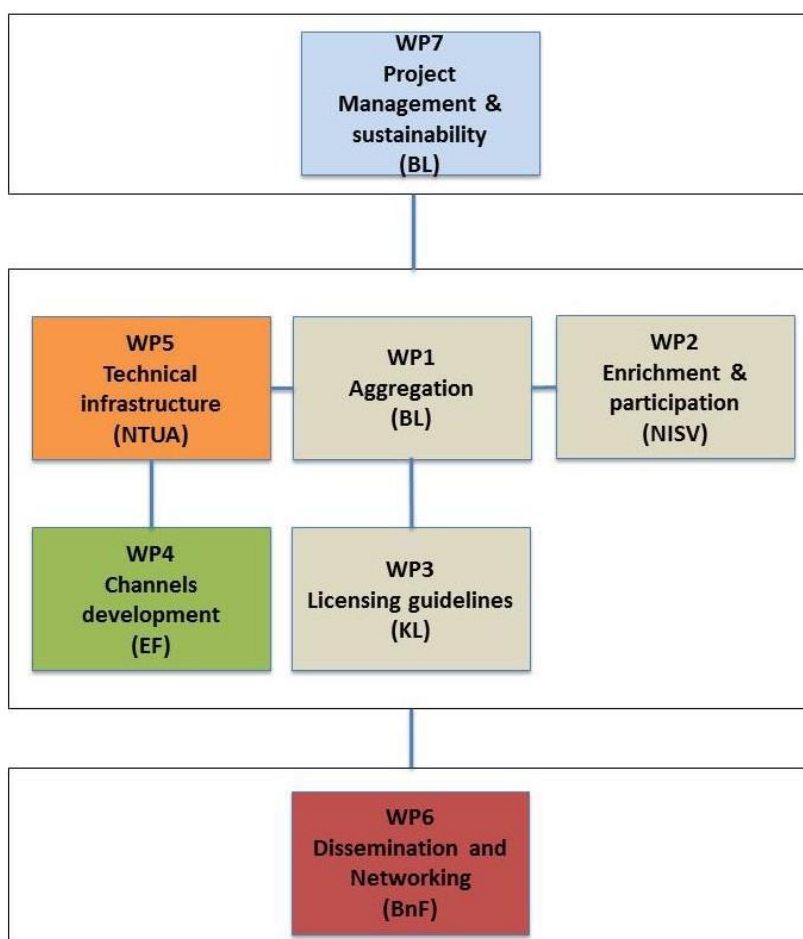 WP7
Project
Management &
sustainability
(BL)
WP5
Technical
infrastructure
(NTUA)
WP1
Aggregation
(BL)
WP2
Enrichment &
participation
(NISV)
WP4
Channels
development
(EF)
WP3
Licensing guidelines
(KL)
WP6
Dissemination and
Networking
(BnF)